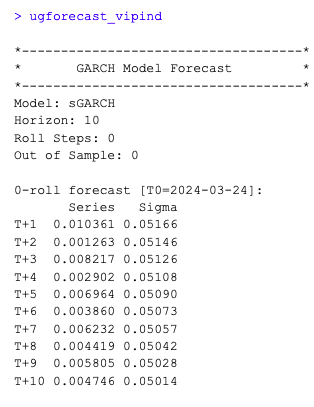 > ugforecast_vipind
*------------------------------------*
*       GARCH Model Forecast         *
*------------------------------------*
Model: sGARCH
Horizon: 10
Roll Steps: 0
Out of Sample: 0
0-roll forecast [T0=2024-03-24]:
       Series   Sigma
T+1  0.010361 0.05166
T+2  0.001263 0.05146
T+3  0.008217 0.05126
T+4  0.002902 0.05108
T+5  0.006964 0.05090
T+6  0.003860 0.05073
T+7  0.006232 0.05057
T+8  0.004419 0.05042
T+9  0.005805 0.05028
T+10 0.004746 0.05014